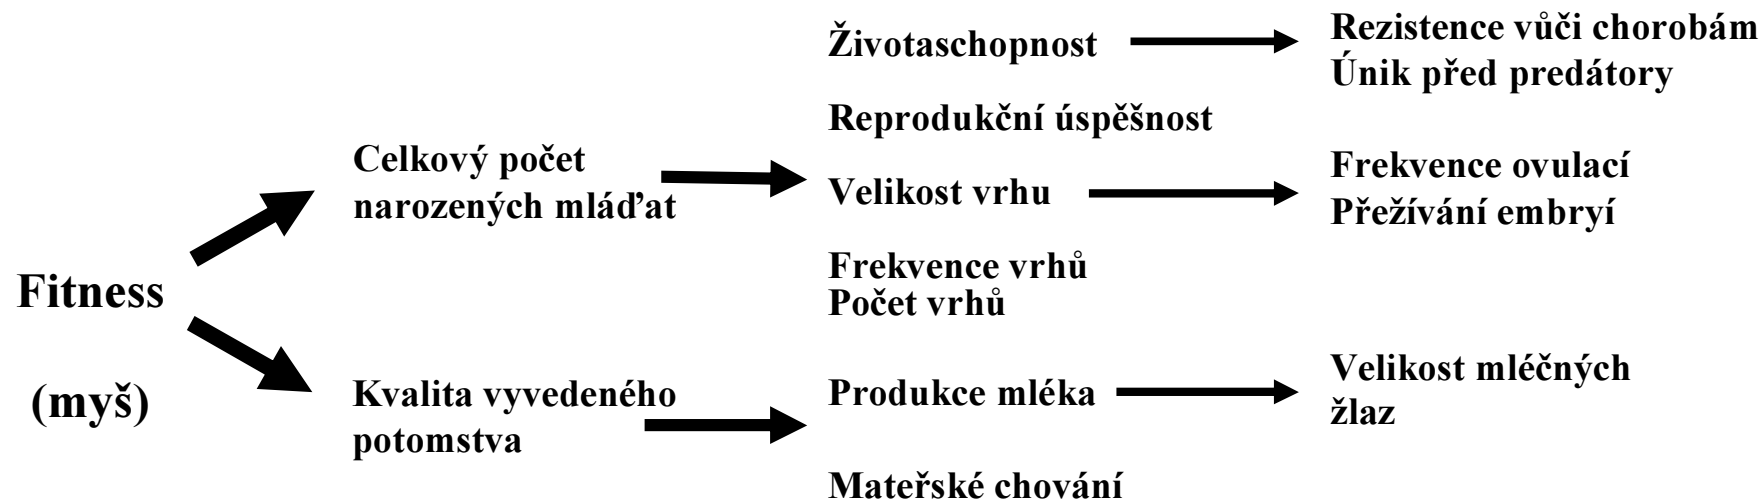 Fitness
(myš)
Celkový počet
narozených mláďat
Kvalita vyvedeného
potomstva
Životaschopnost
Reprodukční úspěšnost
Velikost vrhu
Frekvence vrhů
Počet vrhů
Produkce mléka
Mateřské chování
Rezistence vůči chorobám
Únik před predátory
Frekvence ovulací
Přežívání embryí
Velikost mléčných
žlaz